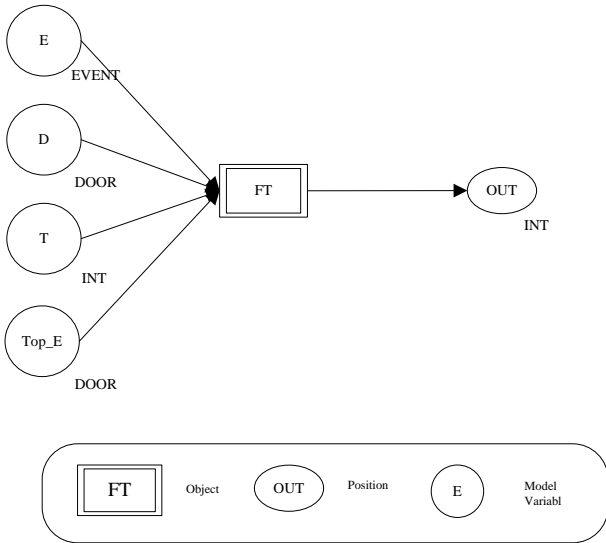 E
EVENT
D
DOOR
FT
OUT
INT
T
INT
Top_E
DOOR
FT
Object
OUT
Position
E
Model
Variabl